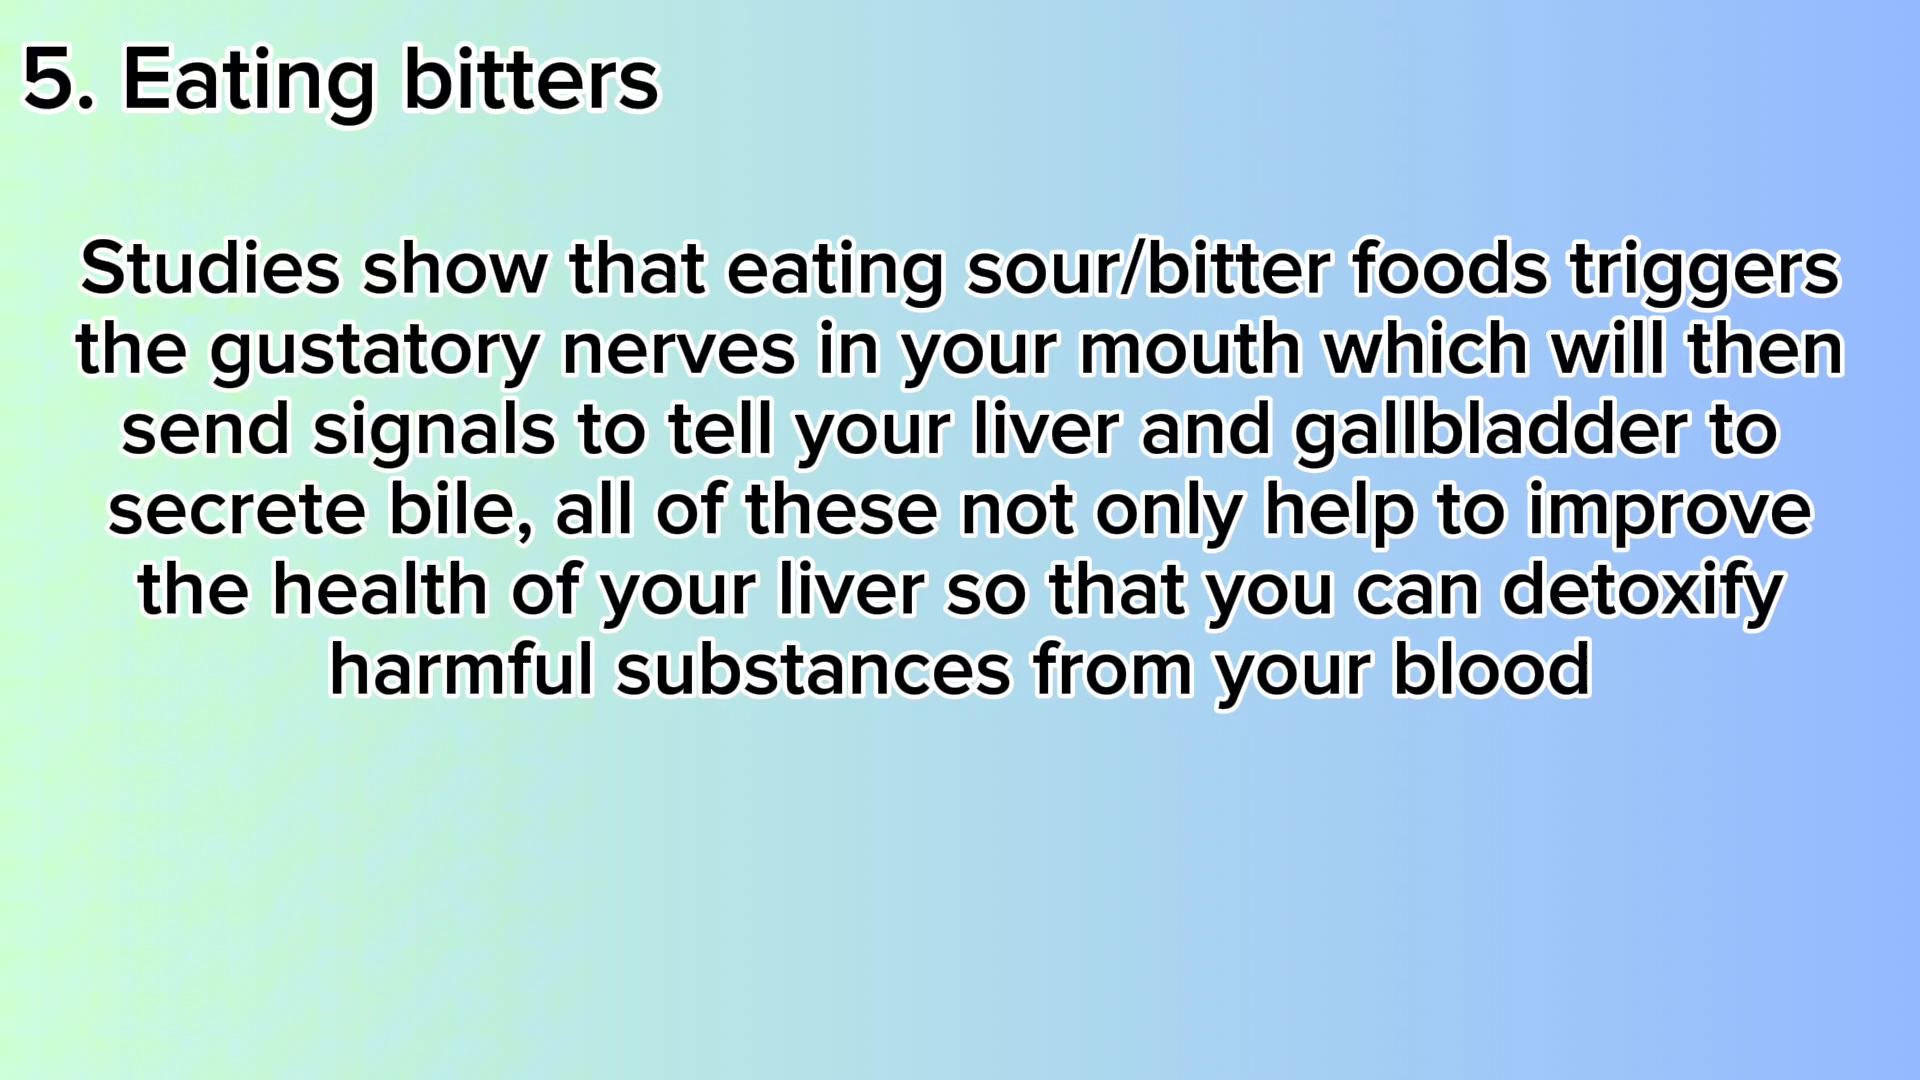 5. Eating bitters
Studies show that eating sour/bitter foods triggers
the gustatory nerves in your mouth which will then
send signals to tell your liver and gallbladder to
secrete bile, all of these not only help to improve
the health of your liver so that you can detoxify
harmful substances from your blood